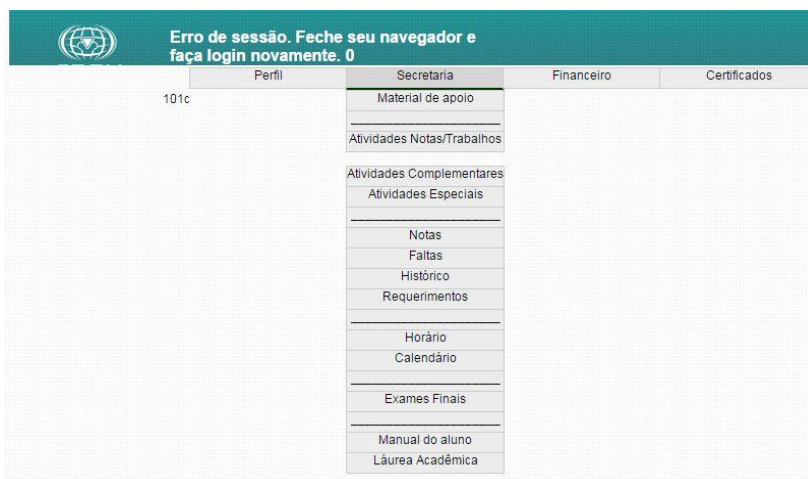 Erro de sessão. Feche seu navegador e
faça login novamente. 0
Perfil
Secretaria
Financeiro
Certificados
101c
Material de apoio
Atividades Notas/Trabalhos
Atividades Complementares
Atividades Especiais
Notas
Faltas
Histórico
Requerimentos
Horário
Calendário
Exames Finais
Manual do aluno
Láurea Acadêmica